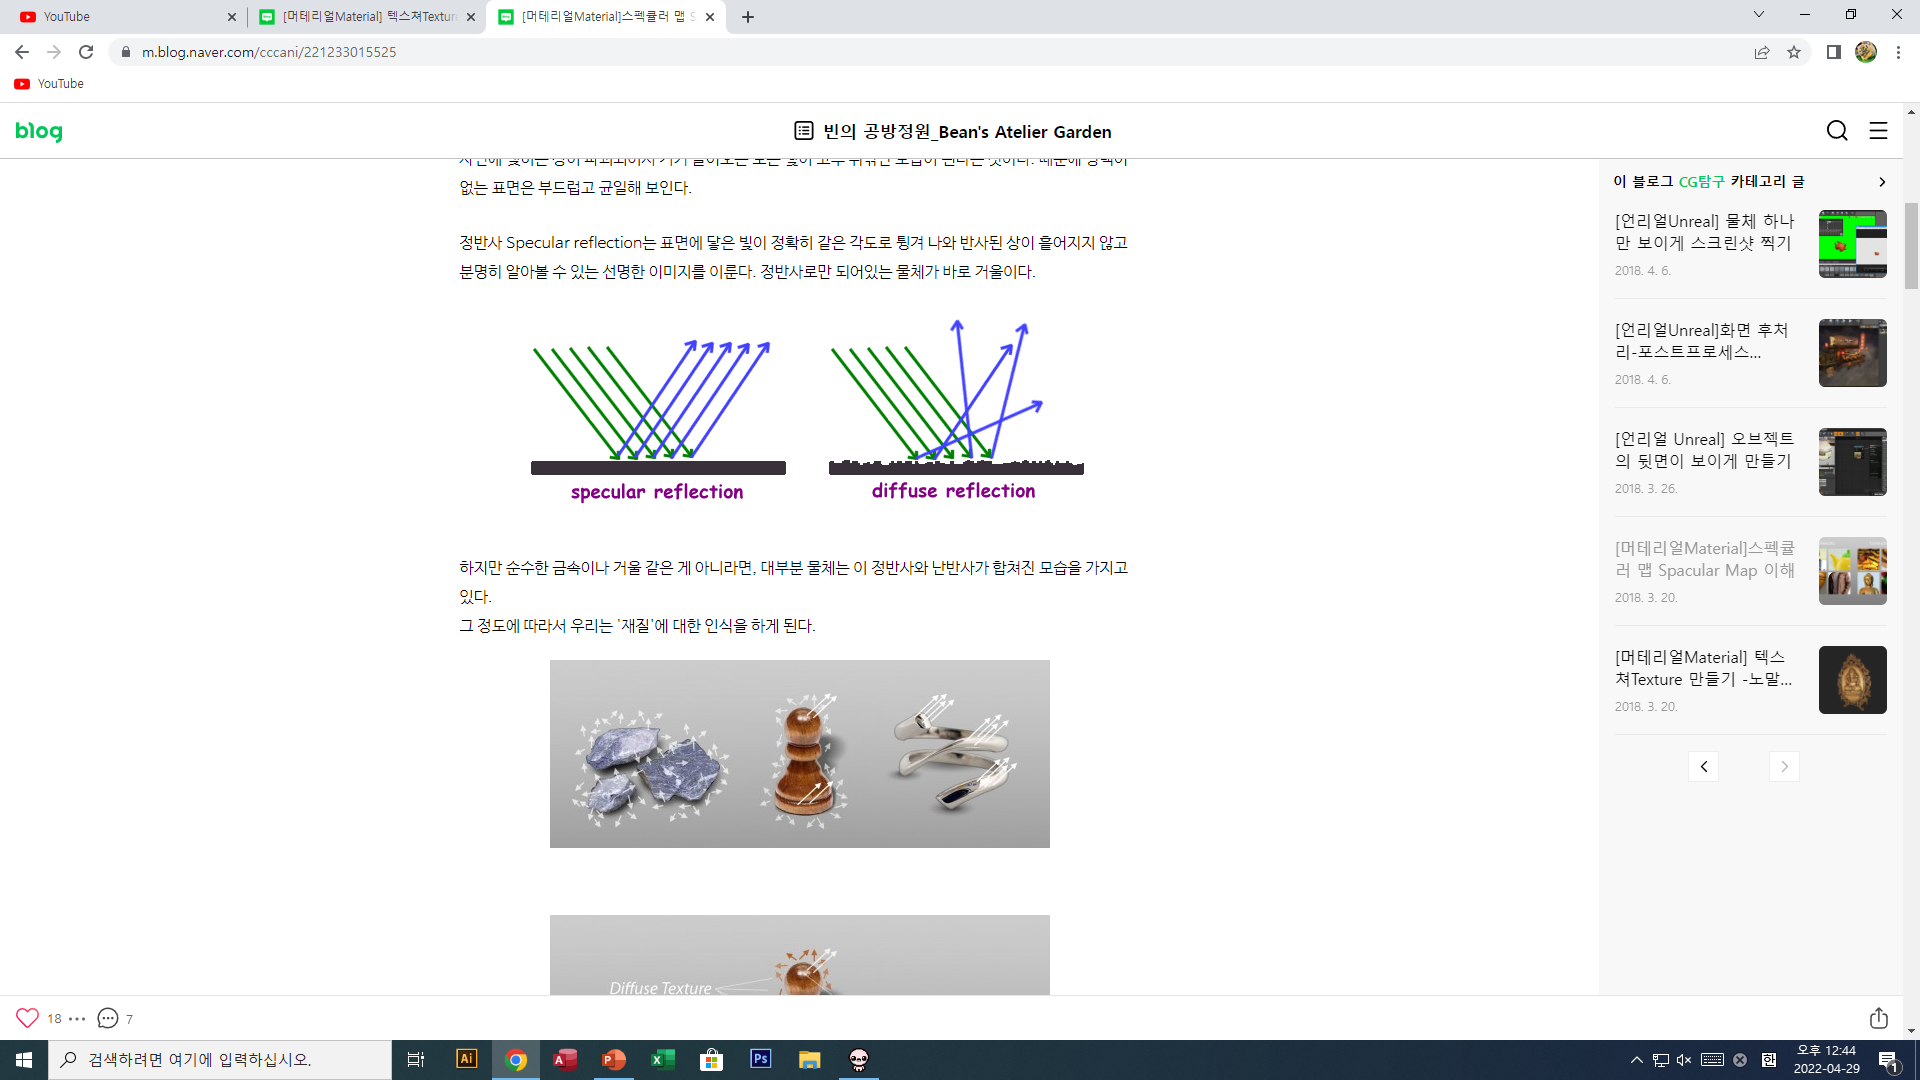 YouTube
[머테리얼Material] 텍스쳐Texture
[머테리얼Material]스펙큘러 맵 S
m.blog.naver.com/cccani/221233015525
YouTube
blog
빈의 공방정원_Bean's Atelier Garden
없는 표면은 부드럽고 균일해 보인다.
정반사 Specular reflection는 표면에 닿은 빛이 정확히 같은 각도로 튕겨 나와 반사된 상이 흩어지지 않고
분명히 알아볼 수 있는 선명한 이미지를 이룬다. 정반사로만 되어있는 물체가 바로 거울이다.
specular reflection
diffuse reflection
하지만 순수한 금속이나 거울 같은 게 아니라면, 대부분 물체는 이 정반사와 난반사가 합쳐진 모습을 가지고
있다.
그 정도에 따라서 우리는 '재질'에 대한 인식을 하게 된다.
Diffuse Texture
이 블로그 CG탐구 카테고리 글
[언리얼Unreal] 물체 하나
만 보이게 스크린샷 찍기
2018. 4. 6.
[언리얼Unreal]화면 후처
리-포스트프로세스...
2018. 4. 6.
[언리얼 Unreal] 오브젝트
의 뒷면이 보이게 만들기
2018. 3. 26.
[머테리얼Material]스펙큘
러 맵 Spacular Map 이해
2018. 3. 20.
[머테리얼Material] 텍스
쳐Texture 만들기 -노말...
2018. 3. 20.
18
7
검색하려면 여기에 입력하십시오.
Ai
Ps
한
오후 12:44
2022-04-29
1